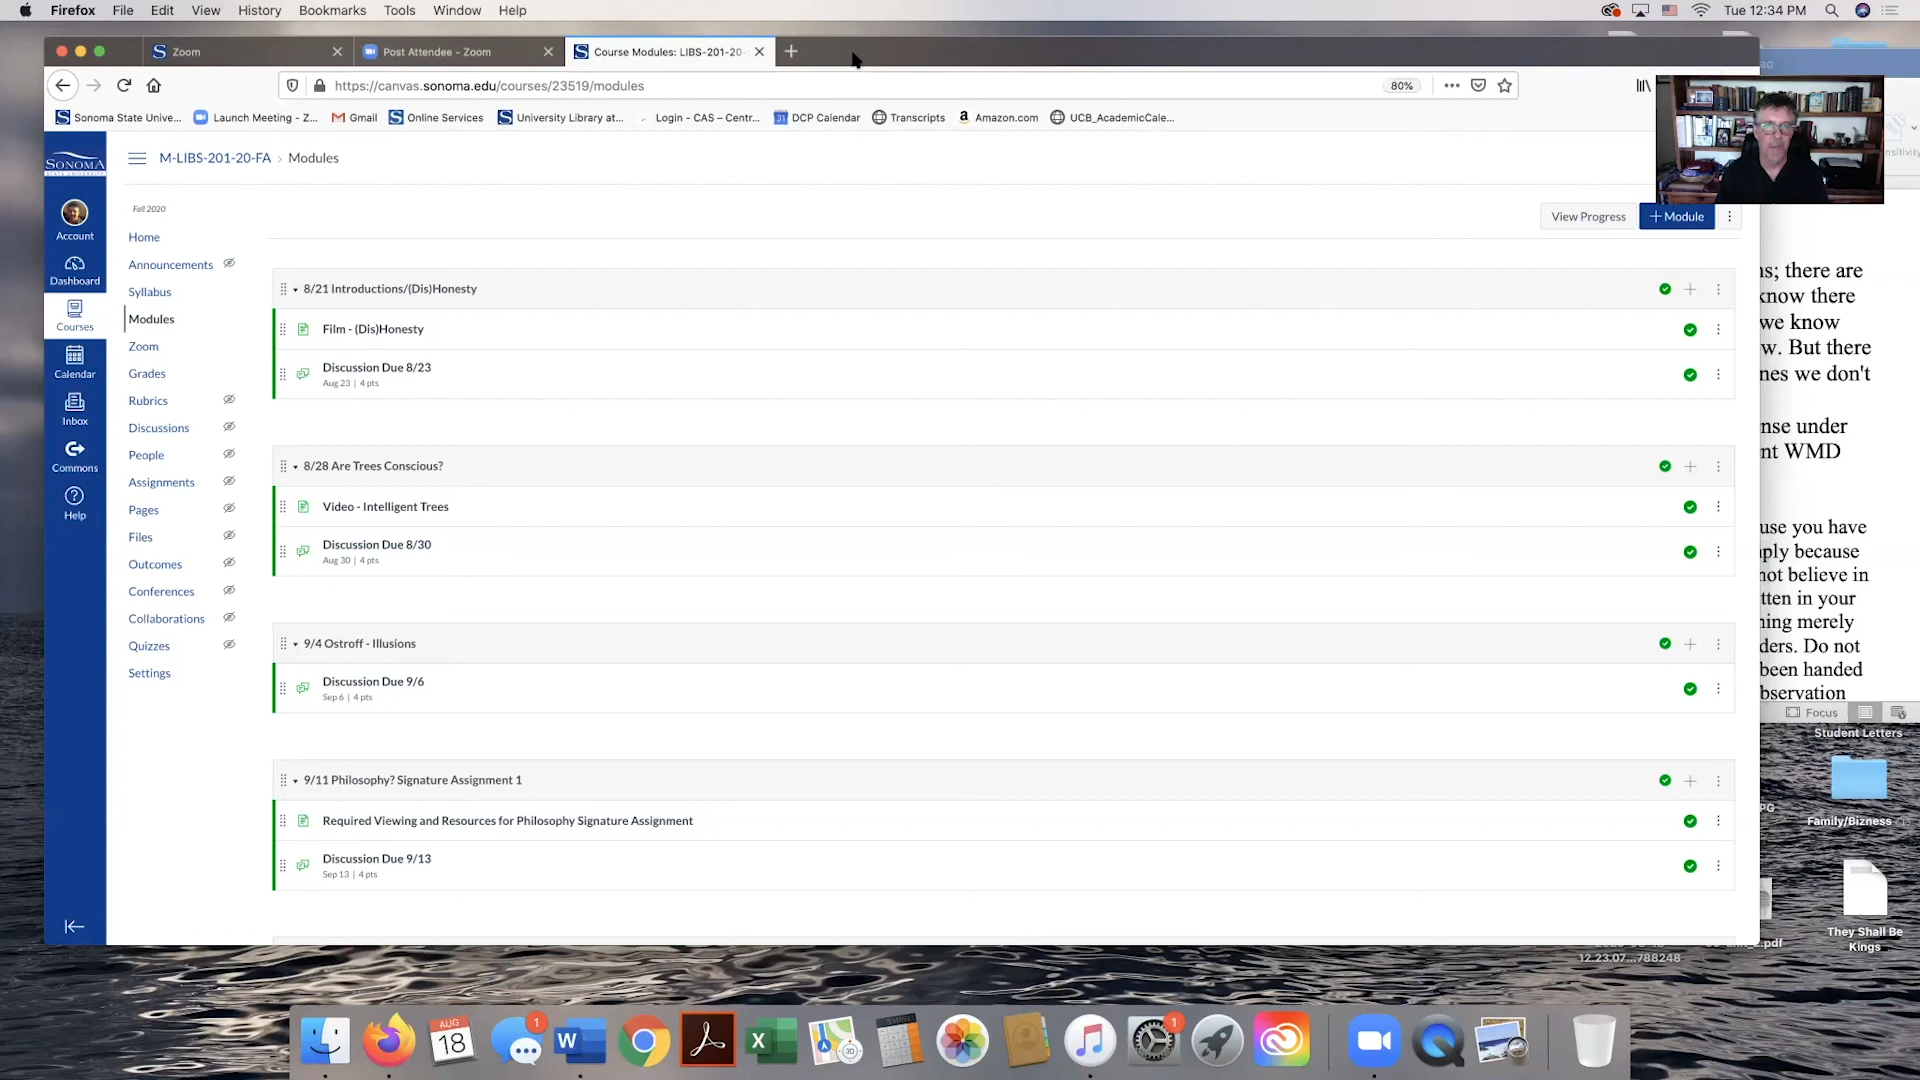 Firefox File Edit View History Bookmarks Tools Window Help
Tue 12:34 PM
Zoom
Post Attendee - Zoom
Course Modules: LIBS-201-20-
https://canvas.sonoma.edu/courses/23519/modules
80%
Sonoma State Unive...
Launch Meeting - Z...
Gmail
Online Services
University Library at...
Login - CAS – Centr...
DCP Calendar
Transcripts
Amazon.com
UCB_AcademicCale...
SONOMA
STATE UNIVERSITY
M-LIBS-201-20-FA › Modules
Account
Dashboard
Courses
Calendar
Inbox
Commons
Help
Fall 2020
Home
Announcements
Syllabus
Modules
Zoom
Grades
Rubrics
Discussions
People
Assignments
Pages
Files
Outcomes
Conferences
Collaborations
Quizzes
Settings
View Progress
+ Module
8/21 Introductions/(Dis)Honesty
Film - (Dis)Honesty
Discussion Due 8/23
Aug 23 | 4 pts
8/28 Are Trees Conscious?
Video - Intelligent Trees
Discussion Due 8/30
Aug 30 | 4 pts
9/4 Ostroff - Illusions
Discussion Due 9/6
Sep 6 | 4 pts
9/11 Philosophy? Signature Assignment 1
Required Viewing and Resources for Philosophy Signature Assignment
Discussion Due 9/13
Sep 13 | 4 pts
nsitivity
ns; there are
know there
we know
w. But there
nes we don't
nse under
nt WMD
use you have
ply because
not believe in
tten in your
hing merely
ders. Do not
been handed
bservation
Focus
Student Letters
Family/Bizness
They Shall Be
Kings
12.23.07...788248
AUG
18
1
1